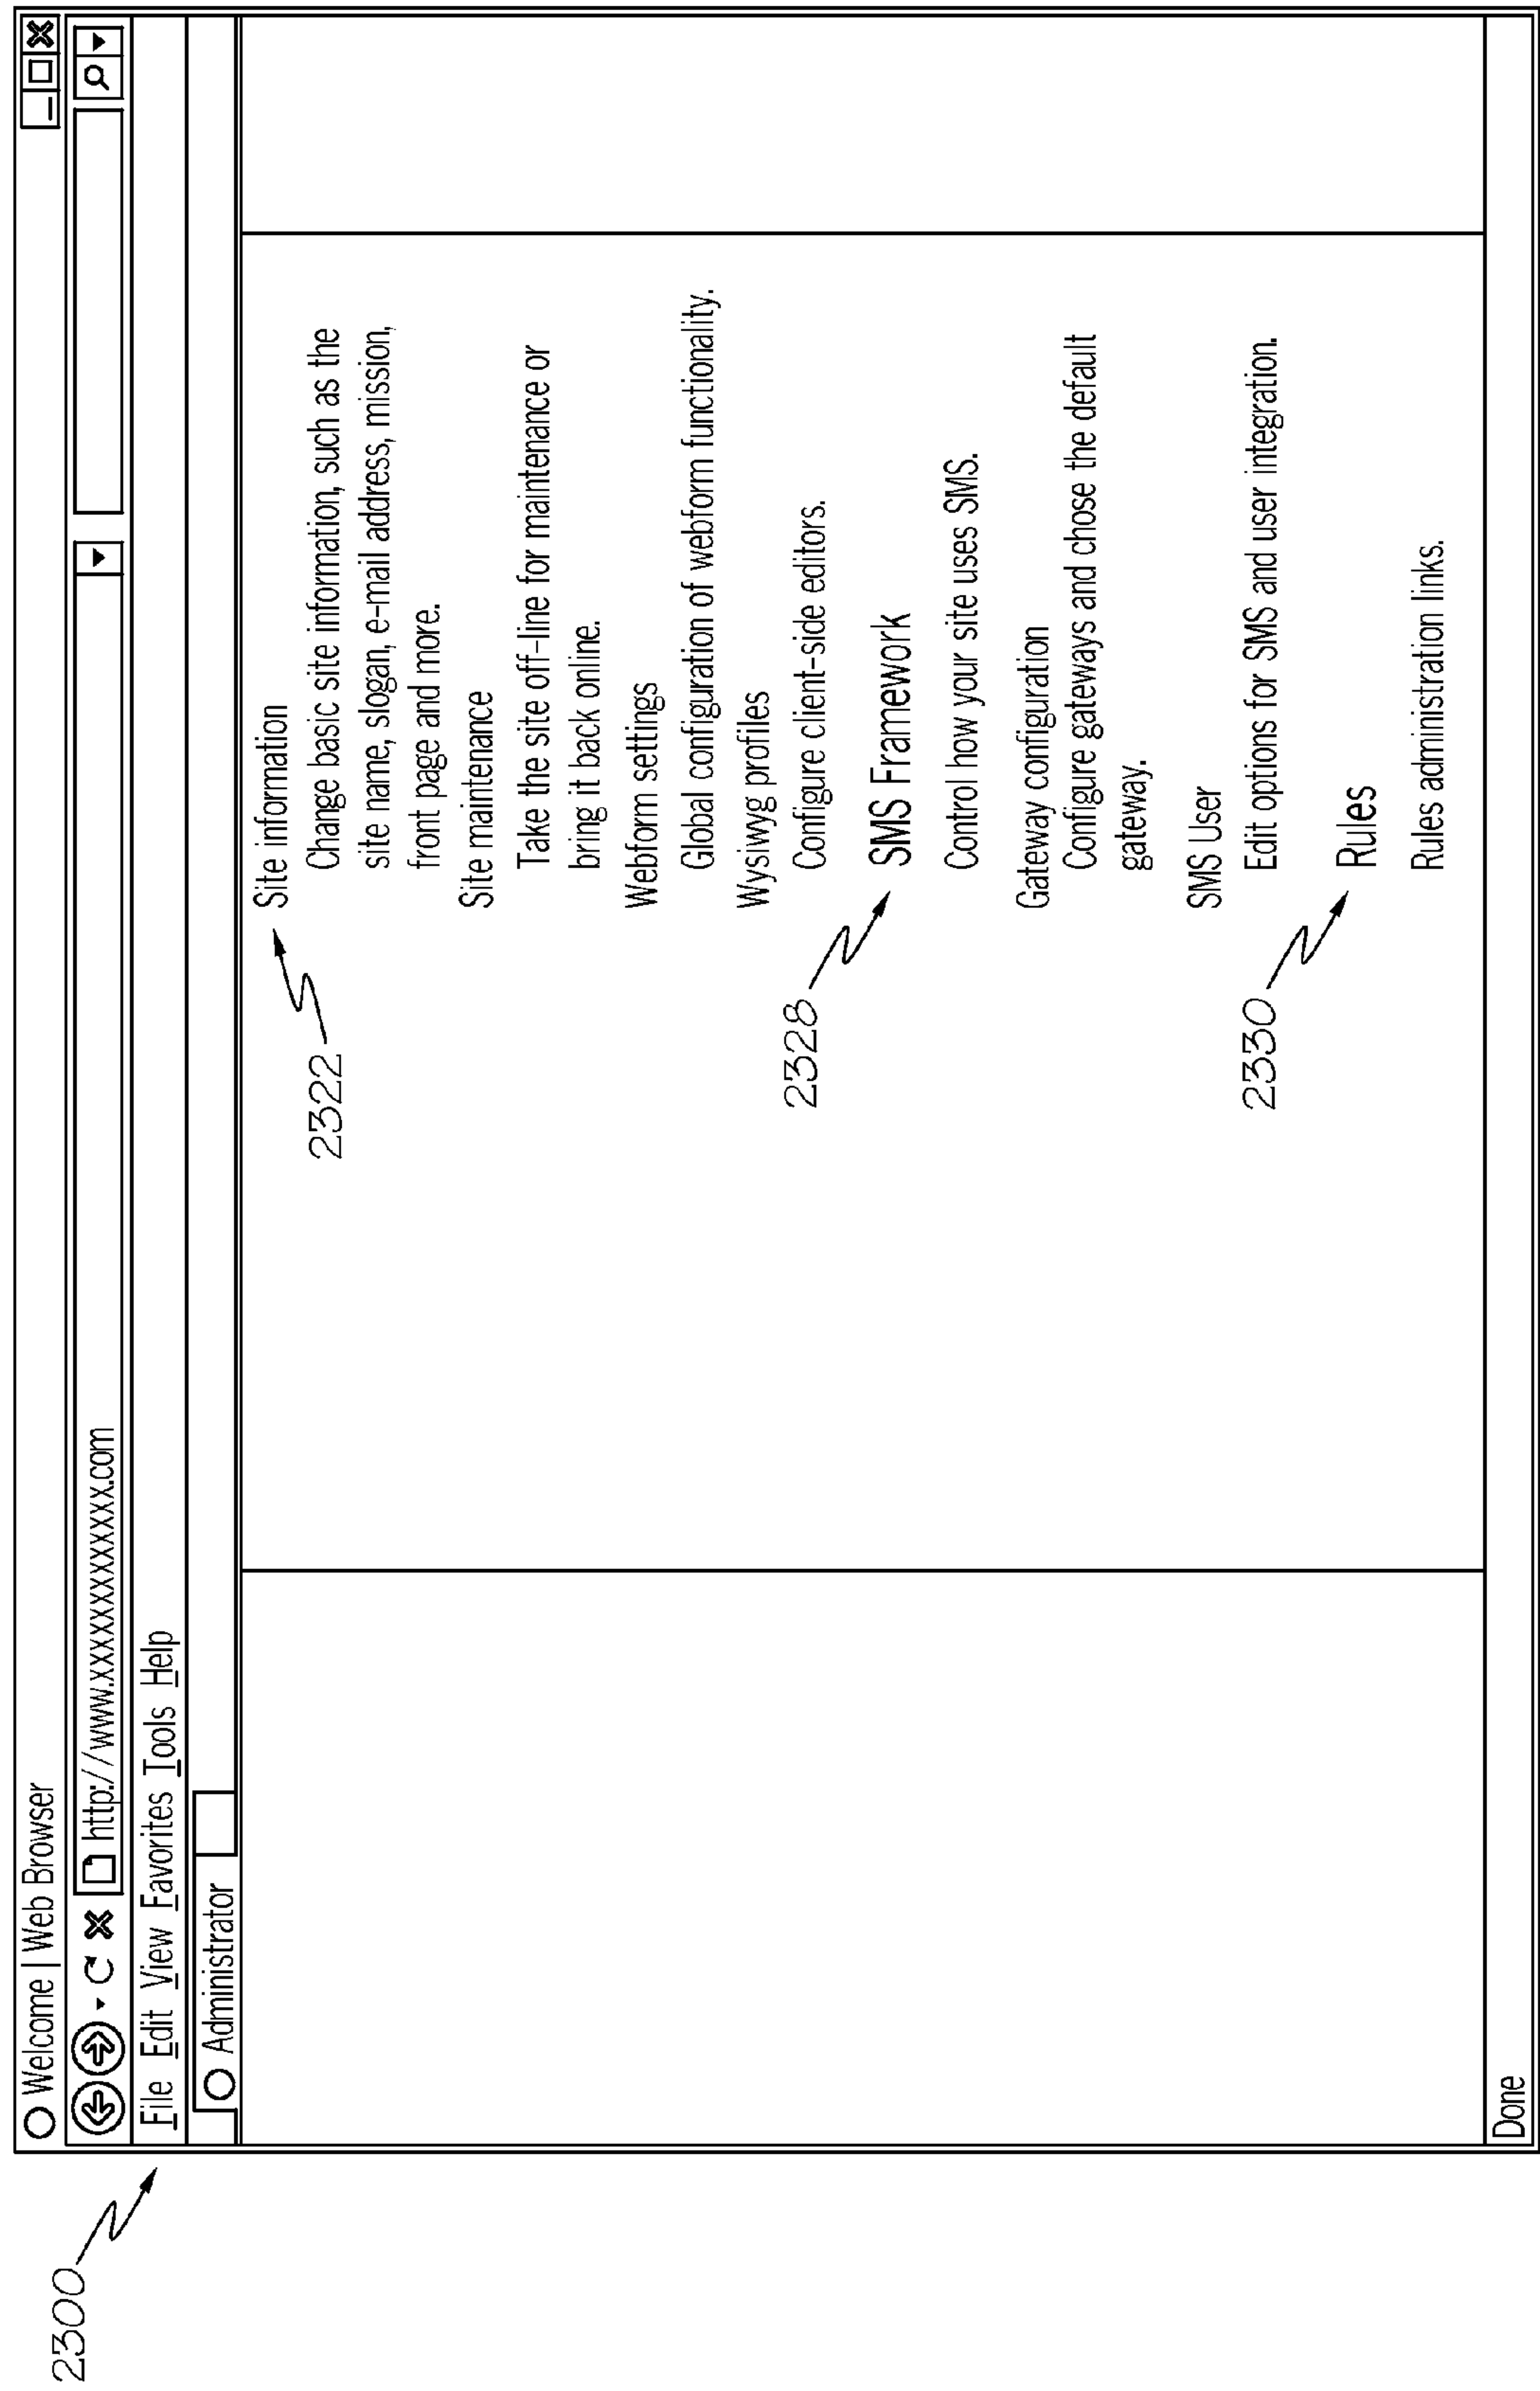 2300
Welcome | Web Browser
http://www.xxxxxxxxxxxxxx.com
File Edit View Favorites Tools Help
Administrator
2322
Site information
Change basic site information, such as the
site name, slogan, e-mail address, mission,
front page and more.
Site maintenance
Take the site off-line for maintenance or
bring it back online.
Webform settings
Global configuration of webform functionality.
Wysiwyg profiles
Configure client-side editors.
2328
SMS Framework
Control how your site uses SMS.
Gateway configuration
Configure gateways and chose the default
gateway.
SMS User
Edit options for SMS and user integration.
2330
Rules
Rules administration links.
Done